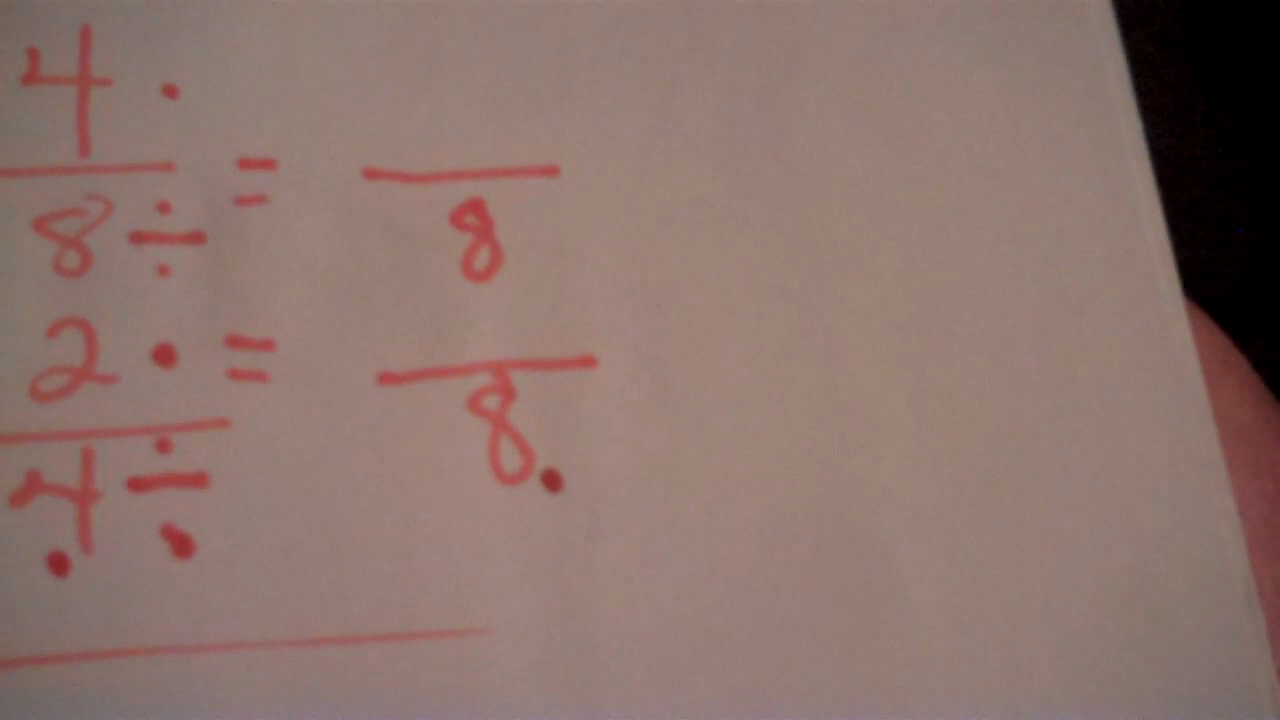 4 ·
8 ÷ = 8
2 · =
4 ÷ 8.